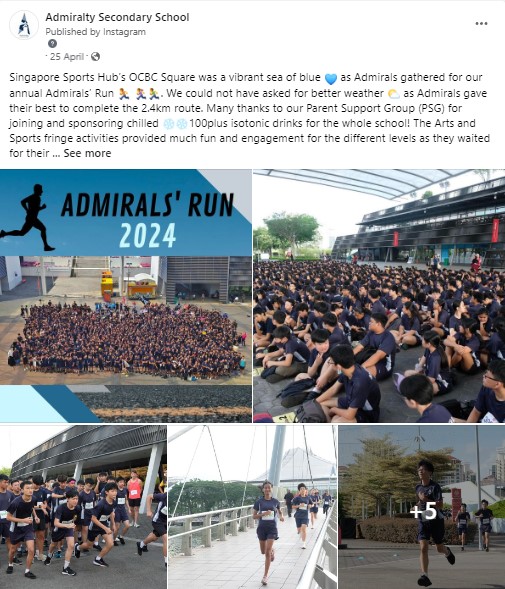 Admiralty Secondary School
Published by Instagram
· 25 April ·
Singapore Sports Hub's OCBC Square was a vibrant sea of blue 🩵 as Admirals gathered for our
annual Admirals' Run 🏃 🏃🏃. We could not have asked for better weather 🌤️ as Admirals gave
their best to complete the 2.4km route. Many thanks to our Parent Support Group (PSG) for
joining and sponsoring chilled ❄️❄️100plus isotonic drinks for the whole school! The Arts and
Sports fringe activities provided much fun and engagement for the different levels as they waited
for their ... See more
ADMIRALS' RUN
2024
+5